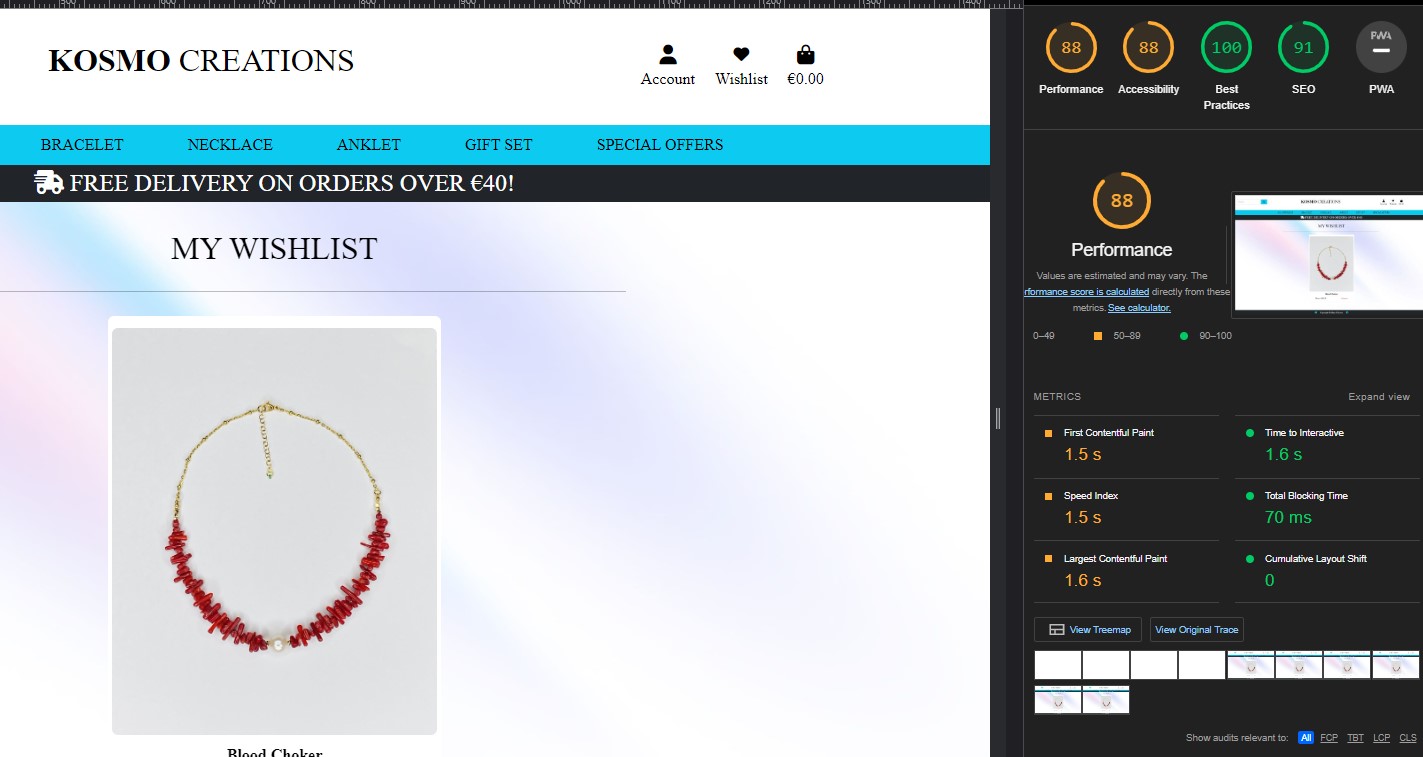 KOSMO CREATIONS
Account
Wishlist
€0.00
BRACELET
NECKLACE
ANKLET
GIFT SET
SPECIAL OFFERS
FREE DELIVERY ON ORDERS OVER €40!
MY WISHLIST
Blood Choker
88
88
100
91
PWA
Performance
Accessibility
Best
Practices
SEO
PWA
88
Performance
Values are estimated and may vary. The
rformance score is calculated directly from these
metrics. See calculator.
0–49
50–89
90–100
KOSMO CREATIONS
MY WISHLIST
METRICS
Expand view
First Contentful Paint
1.5 s
Time to Interactive
1.6 s
Speed Index
1.5 s
Total Blocking Time
70 ms
Largest Contentful Paint
1.6 s
Cumulative Layout Shift
0
View Treemap
View Original Trace
Show audits relevant to:
All
FCP
TBT
LCP
CLS